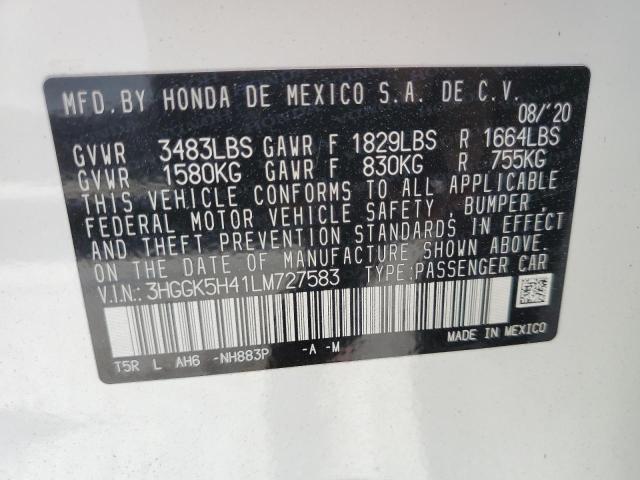 MFD. BY HONDA DE MEXICO S.A. DE C.V.
08/'20
GVWR 3483LBS GAWR F 1829LBS R 1664LBS
GVWR 1580KG GAWR F 830KG R 755KG
THIS VEHICLE CONFORMS TO ALL APPLICABLE
FEDERAL MOTOR VEHICLE SAFETY, BUMPER,
AND THEFT PREVENTION STANDARDS IN EFFECT
ON THE DATE OF MANUFACTURE SHOWN ABOVE.
V.I.N.: 3HGGK5H41LM727583 TYPE:PASSENGER CAR
MADE IN MEXICO
T5R L AH6 -NH883P -A -M